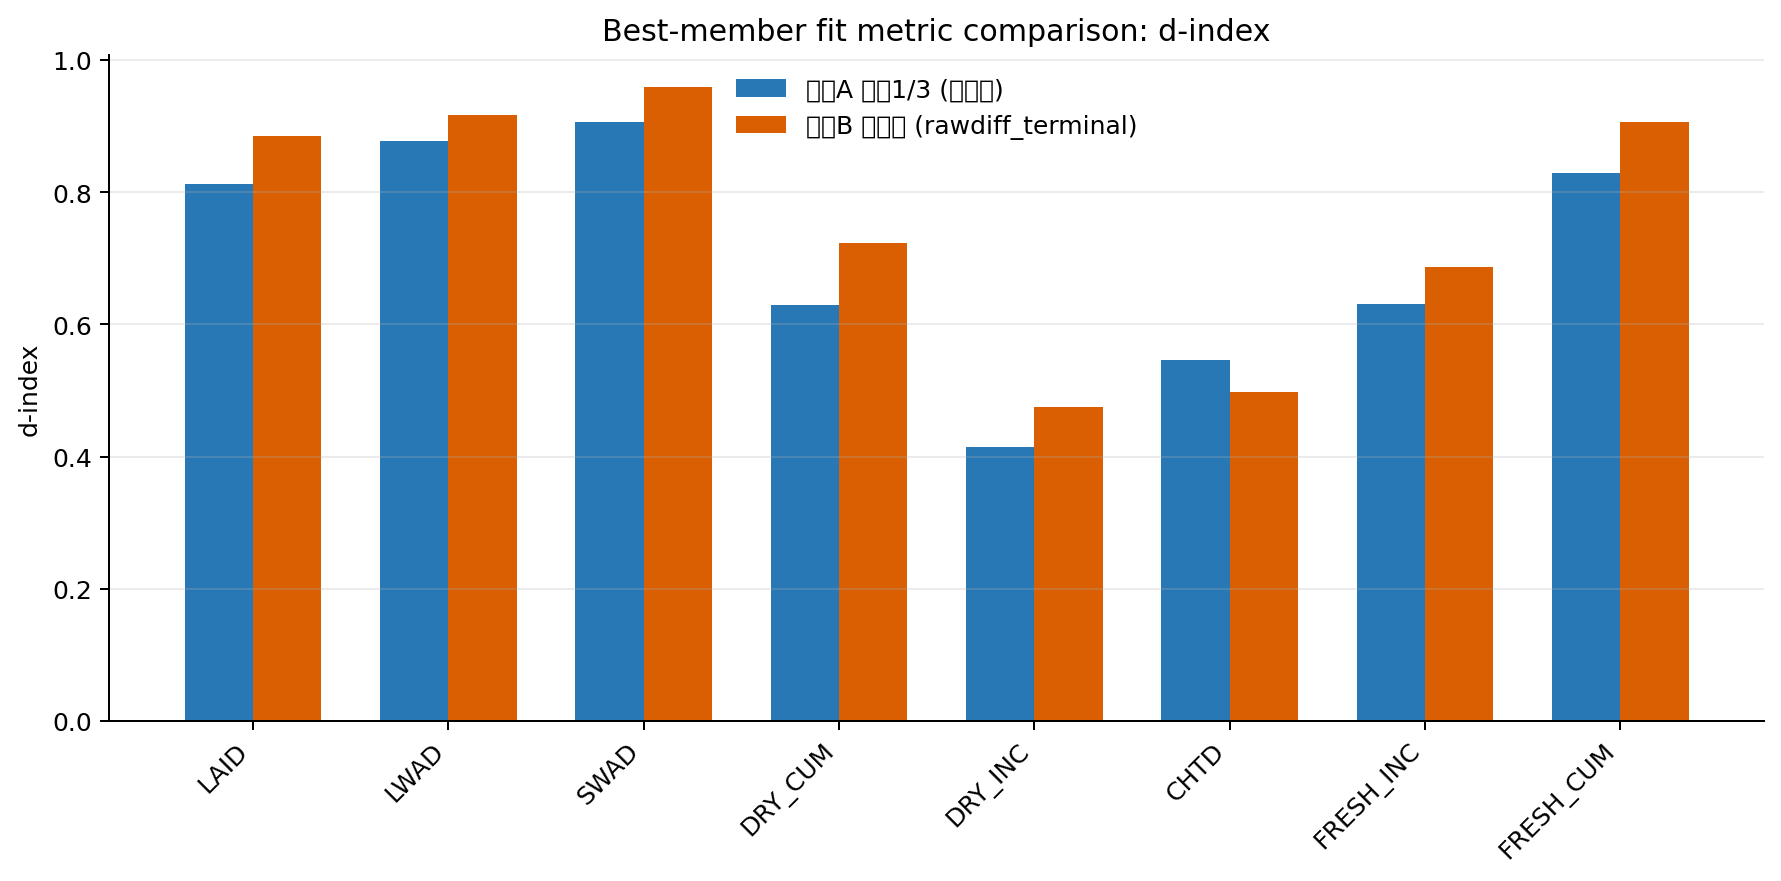 Best-member fit metric comparison: d-index
A 1/3 ()
B (rawdiff_terminal)
d-index
1.0
0.8
0.6
0.4
0.2
0.0
LAID
LWAD
SWAD
DRY_CUM
DRY_INC
CHTD
FRESH_INC
FRESH_CUM